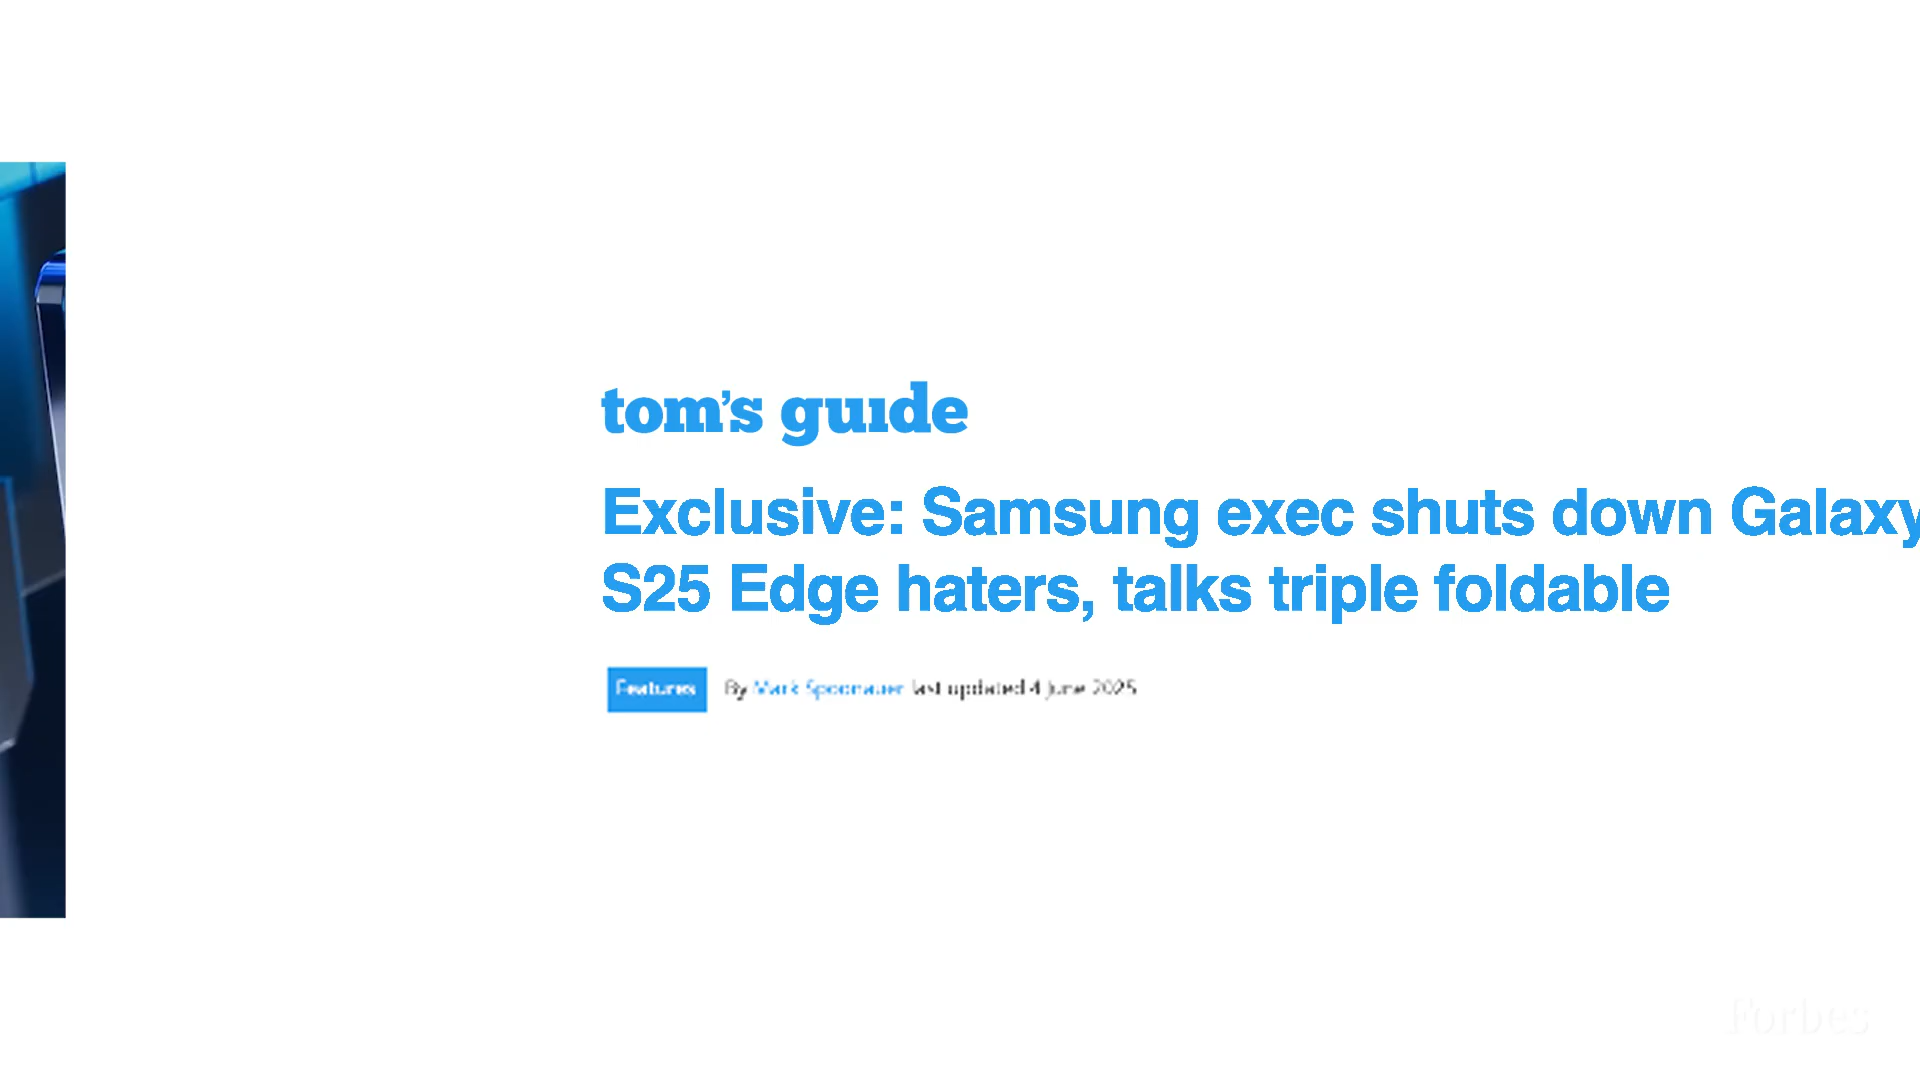 tom's guide
Exclusive: Samsung exec shuts down Galaxy
S25 Edge haters, talks triple foldable
Features By Mark Spoonauer last updated 4 June 2025
Forbes